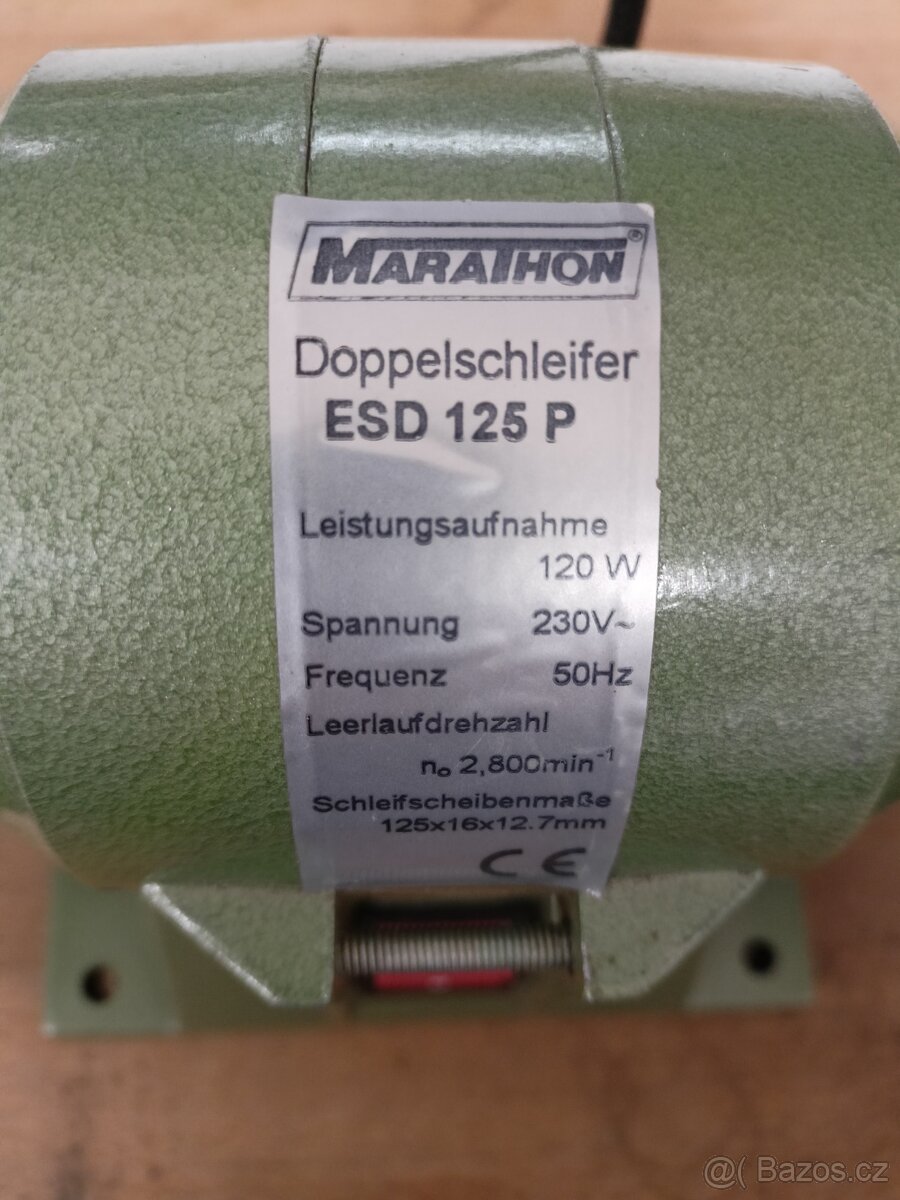 MARATHON®
Doppelschleifer
ESD 125 P
Leistungsaufnahme
120 W
Spannung 230V~
Frequenz 50Hz
Leerlaufdrehzahl
n₀ 2,800min⁻¹
Schleifscheibenmaße
125x16x12.7mm
CE
@( Bazos.cz